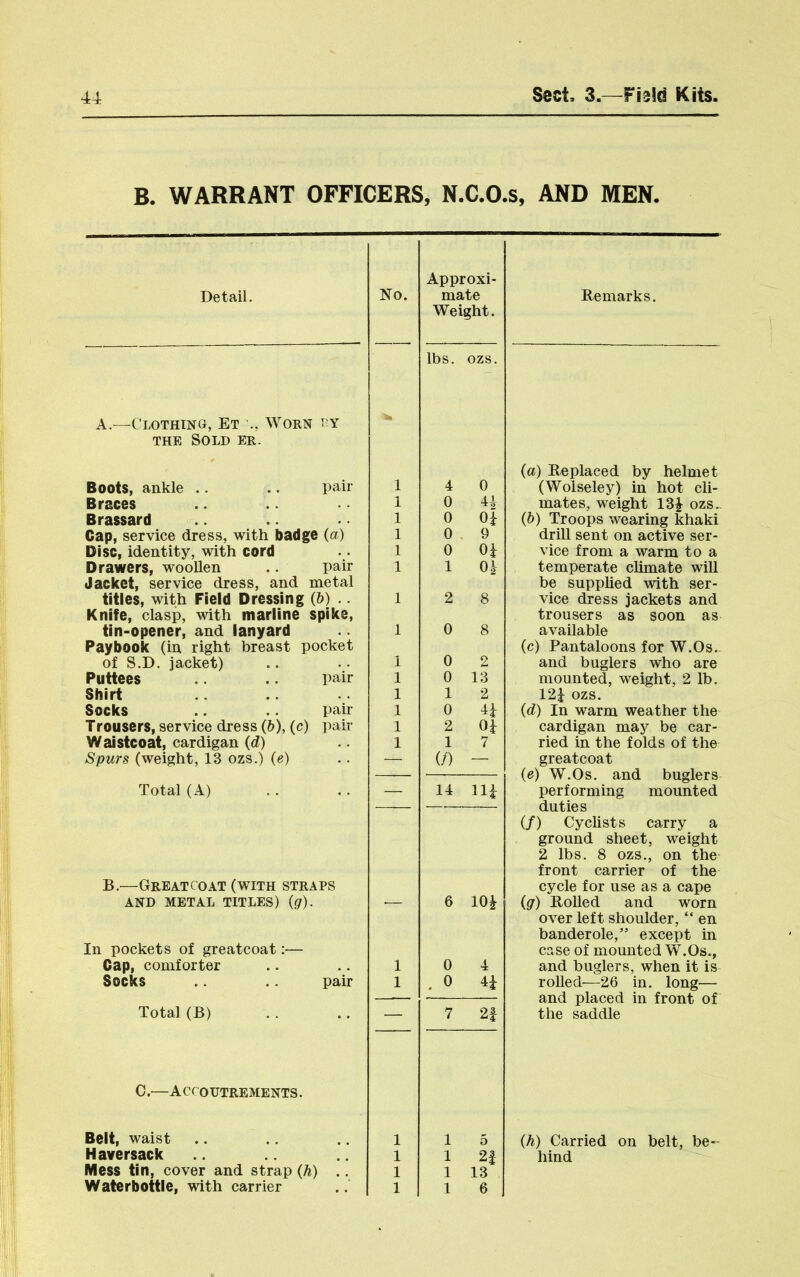 44 Sect. 3.—Field Kits.
B. WARRANT OFFICERS, N.C.O.s, AND MEN.
Detail. No. Approximate Weight. Remarks.
lbs. ozs.
A.—CLOTHING, ET ., WORN BY
THE SOLD ER.
Boots, ankle .. .. pair 1 4 0
Braces .. .. .. 1 0 4½
Brassard .. .. .. 1 0 0¼
Cap, service dress, with badge (a) 1 0 9
Disc, identity, with cord .. 1 0 0¼
Drawers, woollen .. pair 1 1 0½
Jacket, service dress, and metal
titles, with Field Dressing (b) .. 1 2 8
Knife, clasp, with marline spike,
tin-opener, and lanyard .. 1 0 8
Paybook (in right breast pocket
of S.D. jacket) .. .. 1 0 2
Puttees .. .. pair 1 0 13
Shirt .. .. .. 1 1 2
Socks .. .. pair 1 0 4¼
Trousers, service dress (b), (c) pair 1 2 0¼
Waistcoat, cardigan (d) .. 1 1 7
Spurs (weight, 13 ozs.) (e) .. — (f) —
Total (A) .. .. — 14 11¼
B.—GREATCOAT (WITH STRAPS
AND METAL TITLES) (g). — 6 10¼
In pockets of greatcoat :—
Cap, comforter .. .. 1 0 4
Socks .. .. pair 1 0 4¼
Total (B) .. .. — 7 2¾
C.—ACCOUTREMENTS.
Belt, waist .. .. .. 1 1 5
Haversack .. .. .. 1 1 2¾
Mess tin, cover and strap (h) .. 1 1 13
Waterbottle, with carrier .. 1 1 6
(a) Replaced by helmet
(Wolseley) in hot cli-
mates, weight 13½ ozs.
(b) Troops wearing khaki
drill sent on active ser-
vice from a warm to a
temperate climate will
be supplied with ser-
vice dress jackets and
trousers as soon as
available
(c) Pantaloons for W.Os.
and buglers who are
mounted, weight, 2 lb.
12¼ ozs.
(d) In warm weather the
cardigan may be car-
ried in the folds of the
greatcoat
(e) W.Os. and buglers
performing mounted
duties
(f) Cyclists carry a
ground sheet, weight
2 lbs. 8 ozs., on the
front carrier of the
cycle for use as a cape
(g) Rolled and worn
over left shoulder, “ en
banderole,” except in
case of mounted W.Os.,
and buglers, when it is
rolled—26 in. long—
and placed in front of
the saddle
(h) Carried on belt, be-
hind